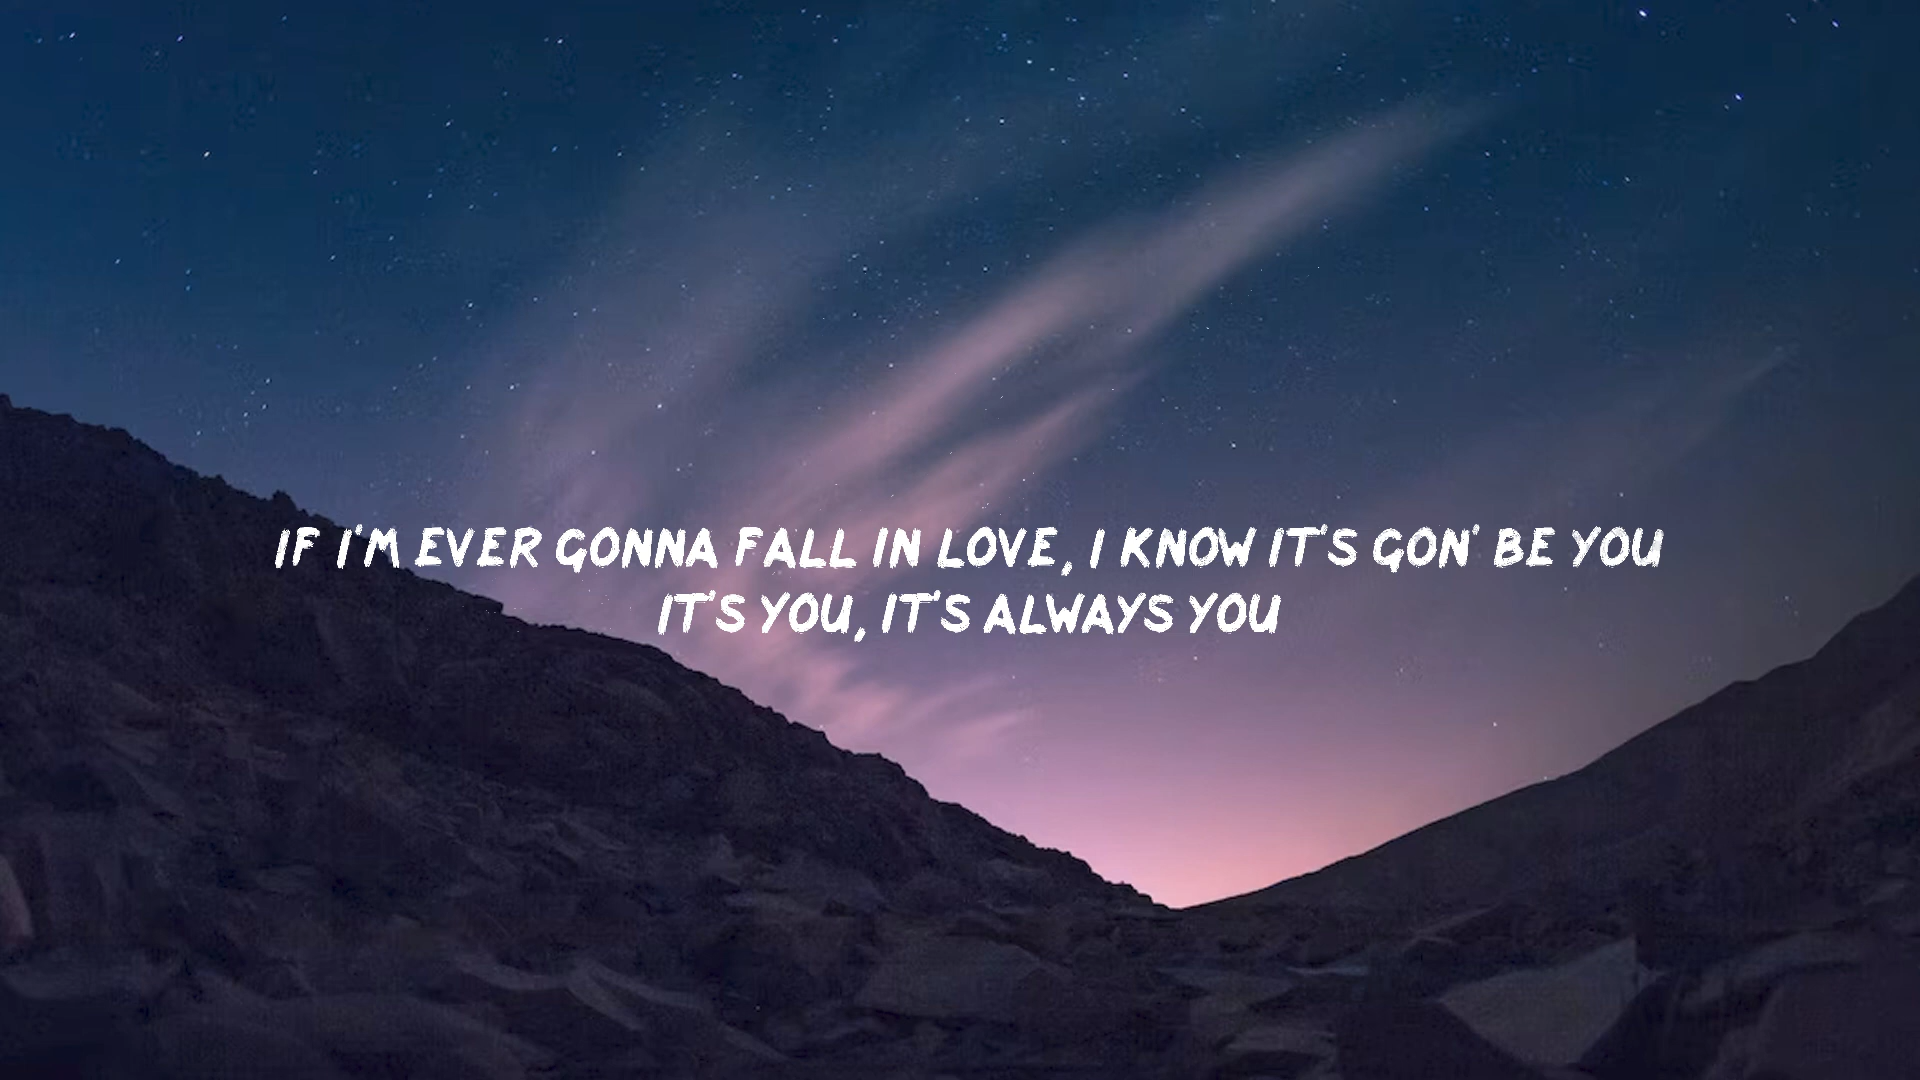 IF I'M EVER GONNA FALL IN LOVE, I KNOW IT'S GON' BE YOU
IT'S YOU, IT'S ALWAYS YOU